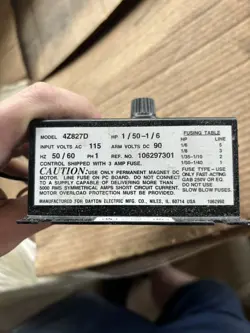 MODEL 4Z827D HP 1/50-1/6
INPUT VOLTS AC 115 ARM VOLTS DC 90
HZ 50/60 PH 1 REF. NO. 106297301
CONTROL SHIPPED WITH 3 AMP FUSE.
CAUTION: USE ONLY PERMANENT MAGNET DC
MOTOR. LINE FUSE ON PC BOARD. DO NOT CONNECT
TO A SUPPLY CAPABLE OF DELIVERING MORE THAN
5000 RMS SYMMETRICAL AMPS SHORT CIRCUIT CURRENT.
MOTOR OVERLOAD PROTECTION MUST BE PROVIDED.
FUSING TABLE
HP LINE
1/6 5
1/8 3
1/20-1/10 2
1/50-1/40 1
FUSE TYPE - USE
ONLY FAST ACTING
GAB 250V OR EQ.
DO NOT USE
SLOW BLOW FUSES.
MANUFACTURED FOR DAYTON ELECTRIC MFG. CO., NILES, IL 60714 USA